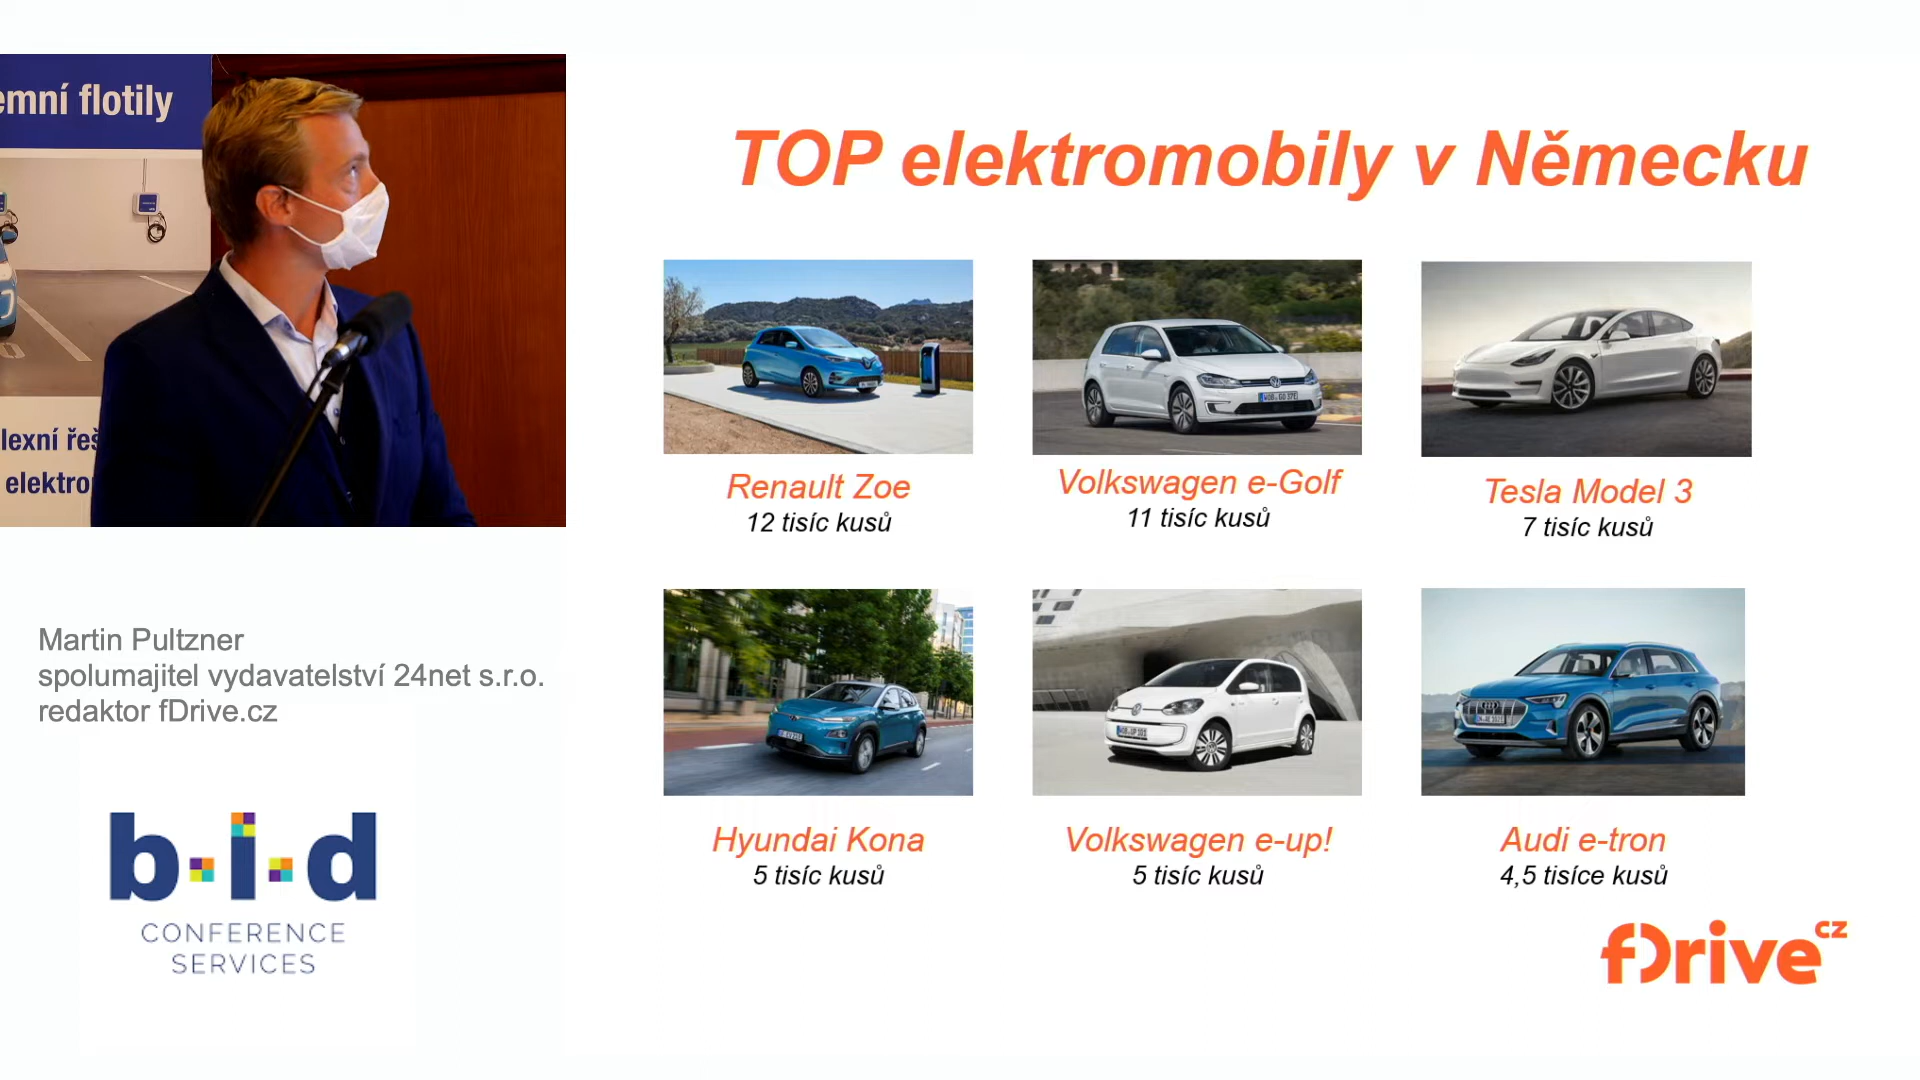 emní flotily
lexní řeš
elektro
TOP elektromobily v Německu
Renault Zoe
12 tisíc kusů
Volkswagen e-Golf
11 tisíc kusů
Tesla Model 3
7 tisíc kusů
Hyundai Kona
5 tisíc kusů
Volkswagen e-up!
5 tisíc kusů
Audi e-tron
4,5 tisíce kusů
Martin Pultzner
spolumajitel vydavatelství 24net s.r.o.
redaktor fDrive.cz
b·i·d
CONFERENCE
SERVICES
fDrive CZ